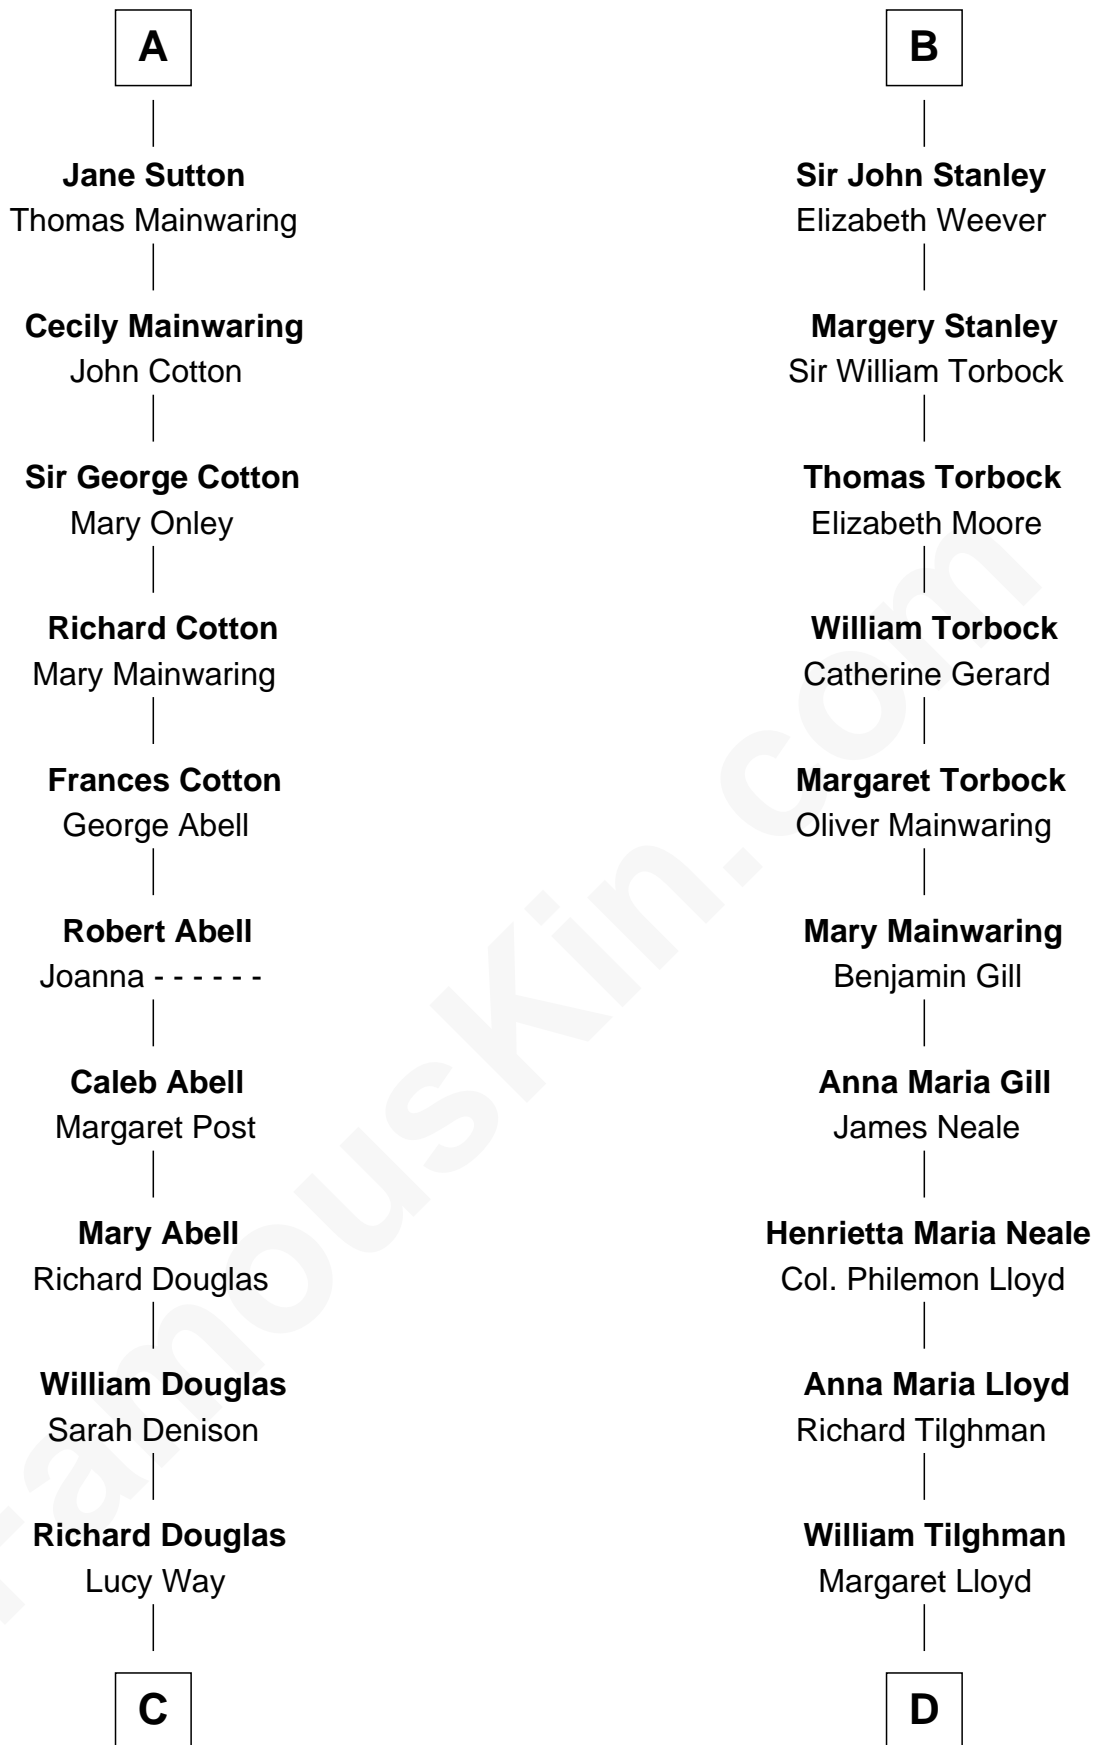 A
Jane Sutton
Thomas Mainwaring
Cecily Mainwaring
John Cotton
Sir George Cotton
Mary Onley
Richard Cotton
Mary Mainwaring
Frances Cotton
George Abell
Robert Abell
Joanna - - - - - -
Caleb Abell
Margaret Post
Mary Abell
Richard Douglas
William Douglas
Sarah Denison
Richard Douglas
Lucy Way
C
B
Sir John Stanley
Elizabeth Weever
Margery Stanley
Sir William Torbock
Thomas Torbock
Elizabeth Moore
William Torbock
Catherine Gerard
Margaret Torbock
Oliver Mainwaring
Mary Mainwaring
Benjamin Gill
Anna Maria Gill
James Neale
Henrietta Maria Neale
Col. Philemon Lloyd
Anna Maria Lloyd
Richard Tilghman
William Tilghman
Margaret Lloyd
D
FamousKin.com